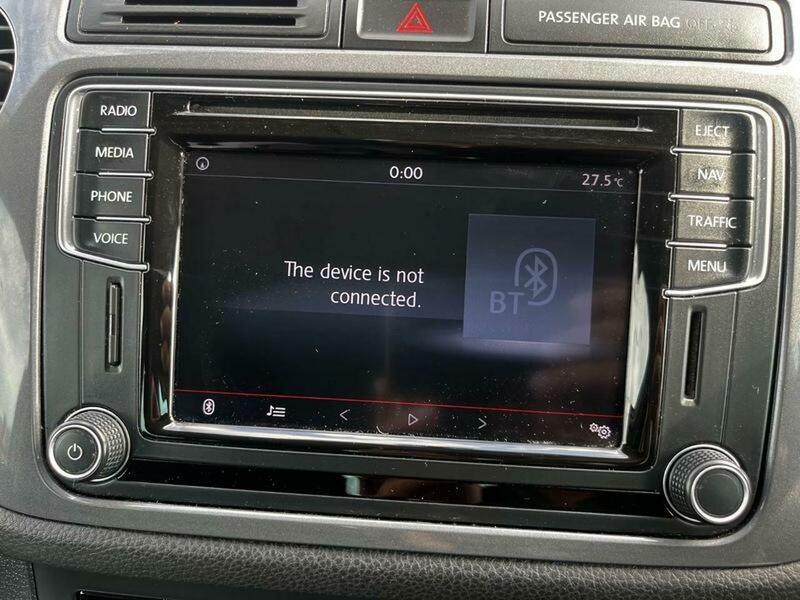 PASSENGER AIR BAG OFF
RADIO
MEDIA
PHONE
VOICE
0:00
27.5°C
The device is not
connected.
BT
EJECT
NAV
TRAFFIC
MENU